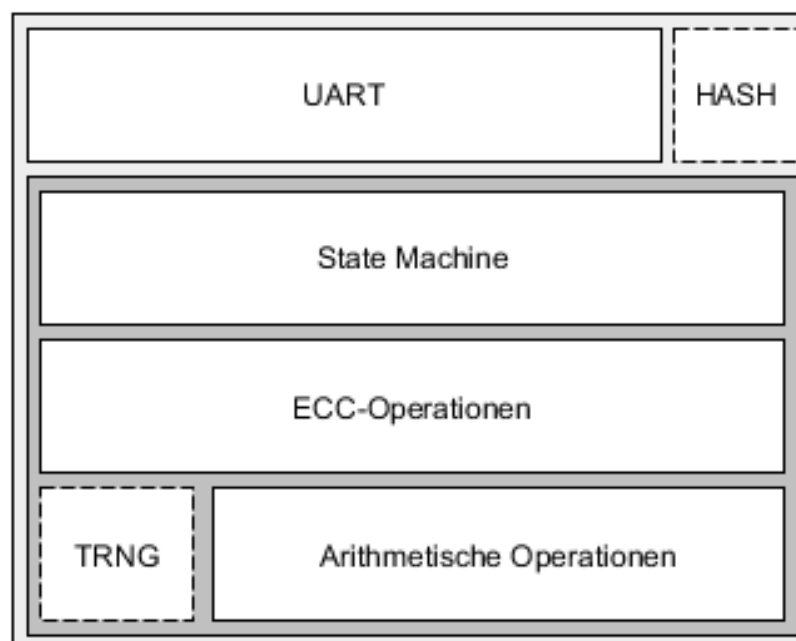 UART
HASH
State Machine
ECC-Operationen
TRNG
Arithmetische Operationen